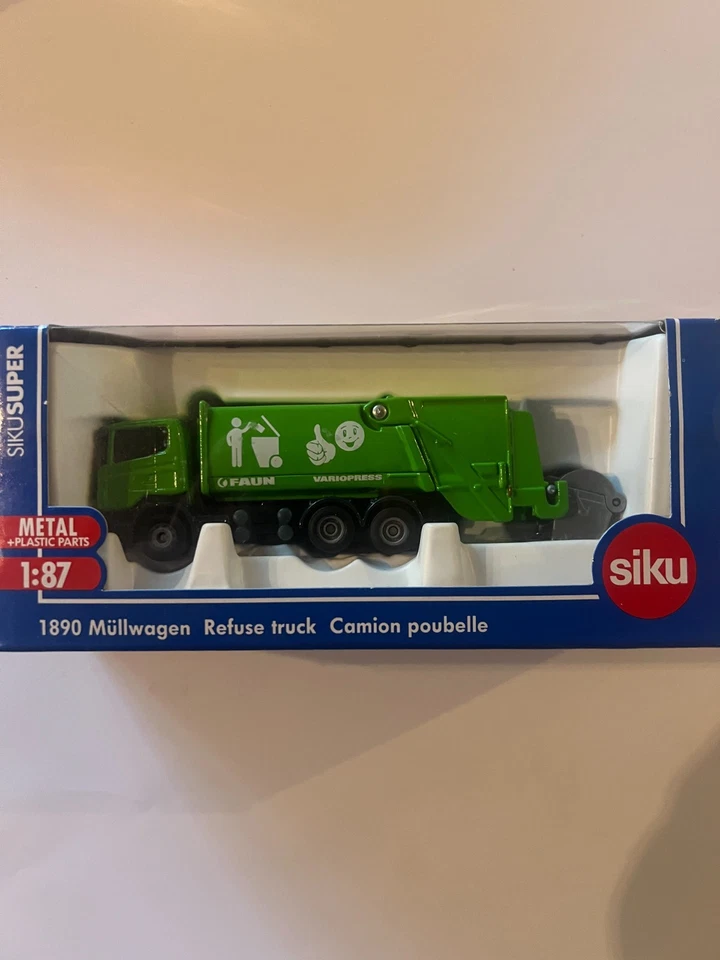 SIKUSUPER
METAL
+PLASTIC PARTS
1:87
FAUN VARIOPRESS
siku
1890 Müllwagen Refuse truck Camion poubelle